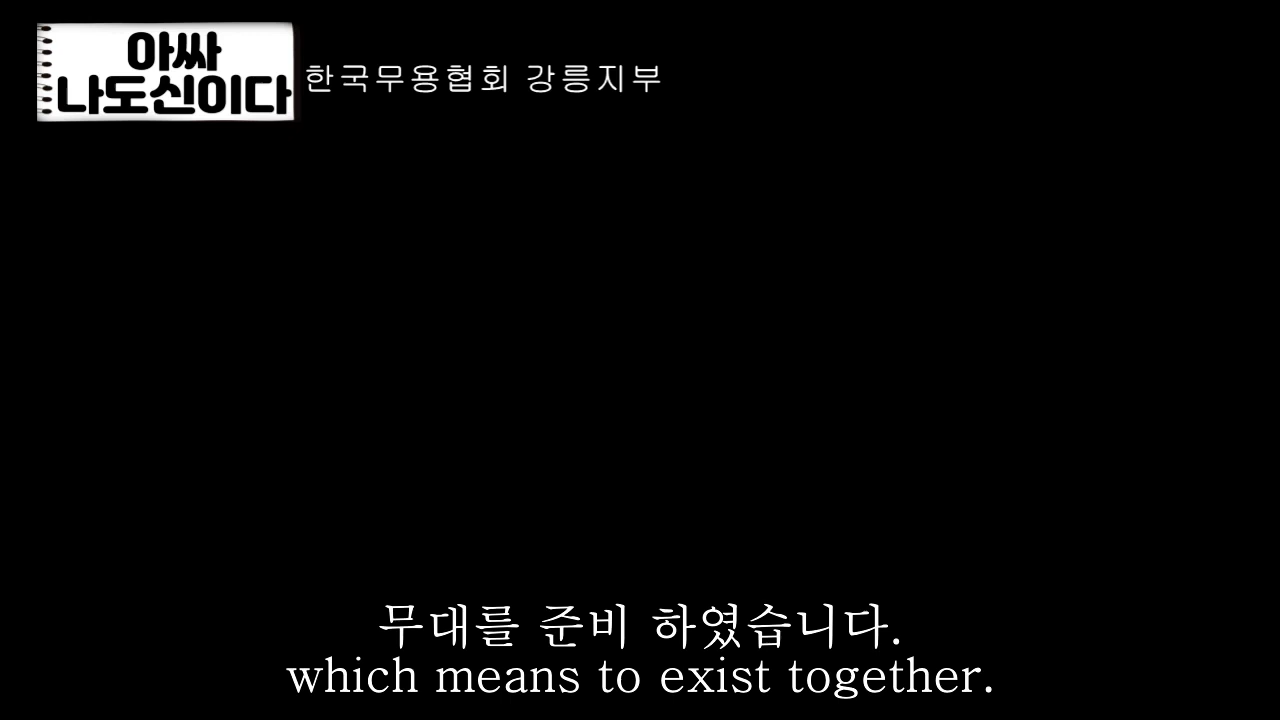 아싸
나도신이다
한국무용협회 강릉지부
무대를 준비 하였습니다.
which means to exist together.